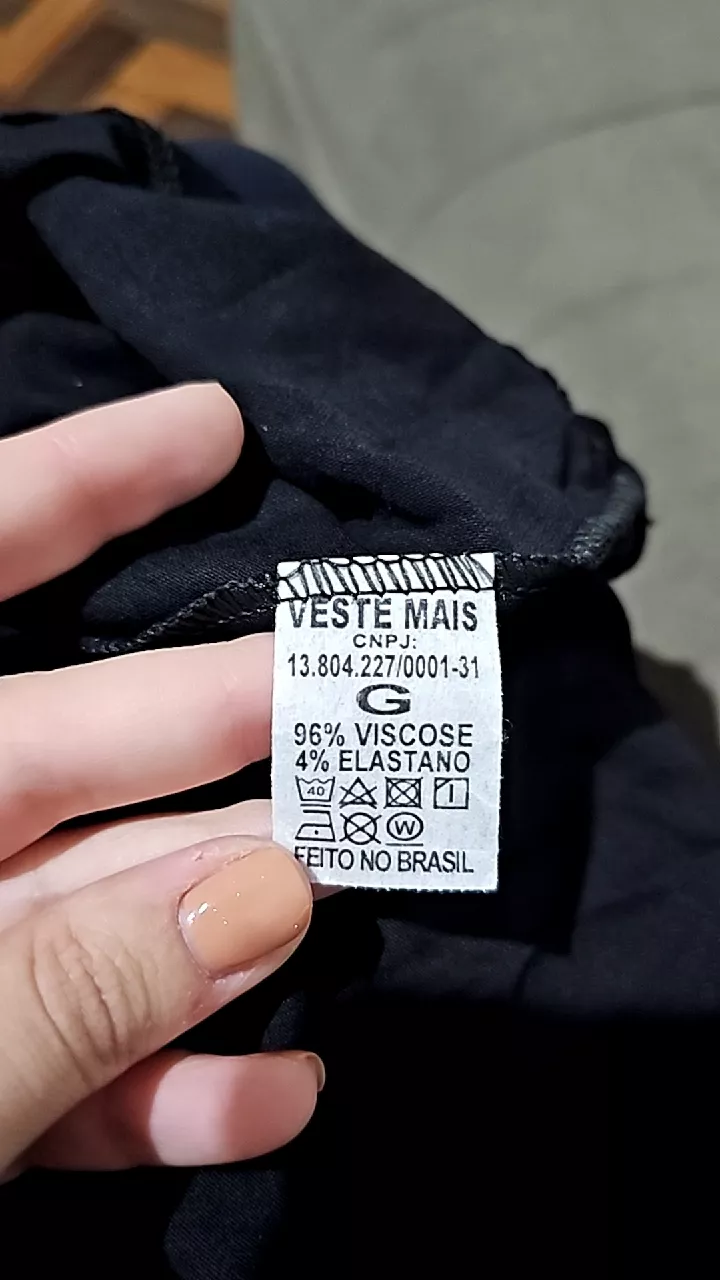 VESTE MAIS
CNPJ:
13.804.227/0001-31
G
96% VISCOSE
4% ELASTANO
40
W
FEITO NO BRASIL